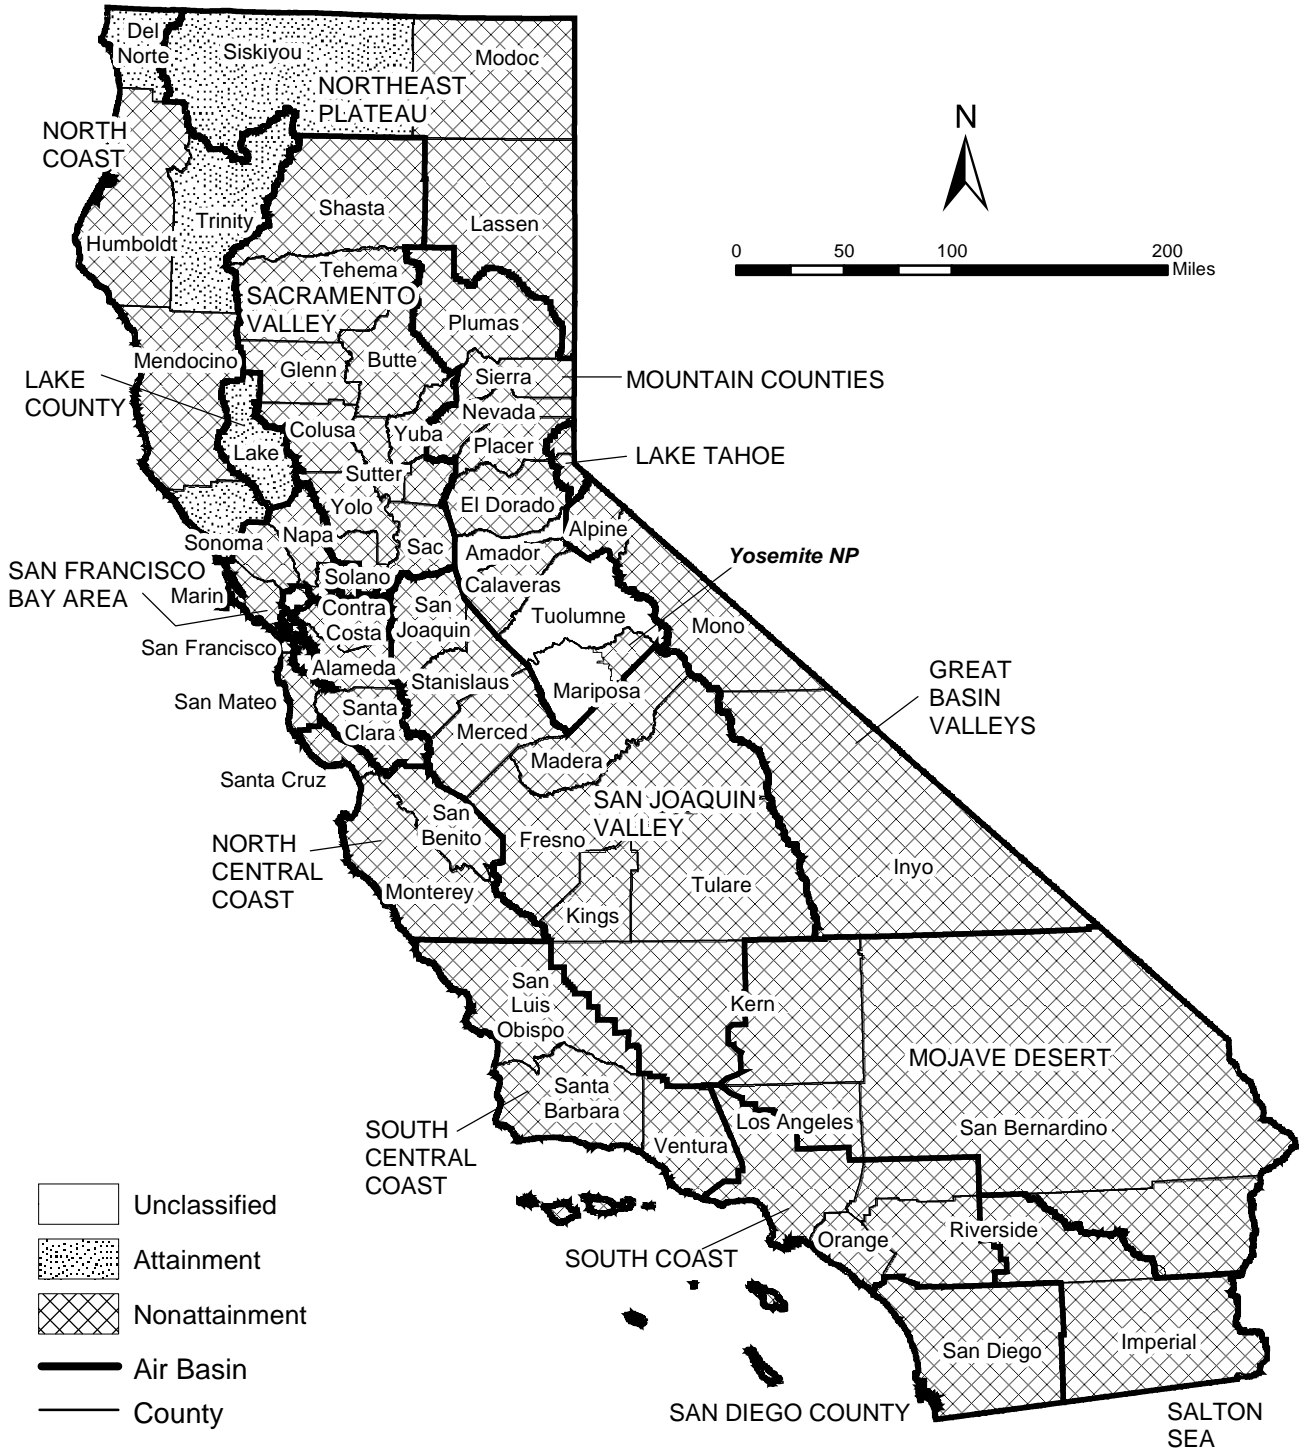 Del
Norte
Siskiyou
Modoc
NORTHEAST
PLATEAU
N
NORTH
COAST
Shasta
Trinity
Lassen
Humboldt
0 50 100 200
Miles
Tehema
SACRAMENTO
VALLEY
Plumas
Mendocino
Glenn
Butte
Sierra
MOUNTAIN COUNTIES
LAKE
COUNTY
Nevada
Colusa
Yuba
Placer
Lake
LAKE TAHOE
Sutter
Yolo
El Dorado
Napa
Alpine
Sonoma
Sac
Amador
Yosemite NP
SAN FRANCISCO
BAY AREA
Solano
Calaveras
Marin
Contra
Costa
San
Joaquin
Tuolumne
Mono
San Francisco
Alameda
Stanislaus
Mariposa
GREAT
BASIN
VALLEYS
San Mateo
Santa
Clara
Merced
Madera
Santa Cruz
SAN JOAQUIN
VALLEY
San
Benito
Fresno
NORTH
CENTRAL
COAST
Inyo
Monterey
Tulare
Kings
San
Luis
Obispo
Kern
MOJAVE DESERT
Santa
Barbara
Los Angeles
San Bernardino
SOUTH
CENTRAL
COAST
Ventura
Unclassified
Riverside
Orange
SOUTH COAST
Attainment
Nonattainment
San Diego
Imperial
Air Basin
County
SAN DIEGO COUNTY
SALTON
SEA